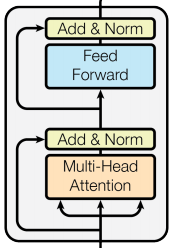 Add & Norm
Feed
Forward
Add & Norm
Multi-Head
Attention